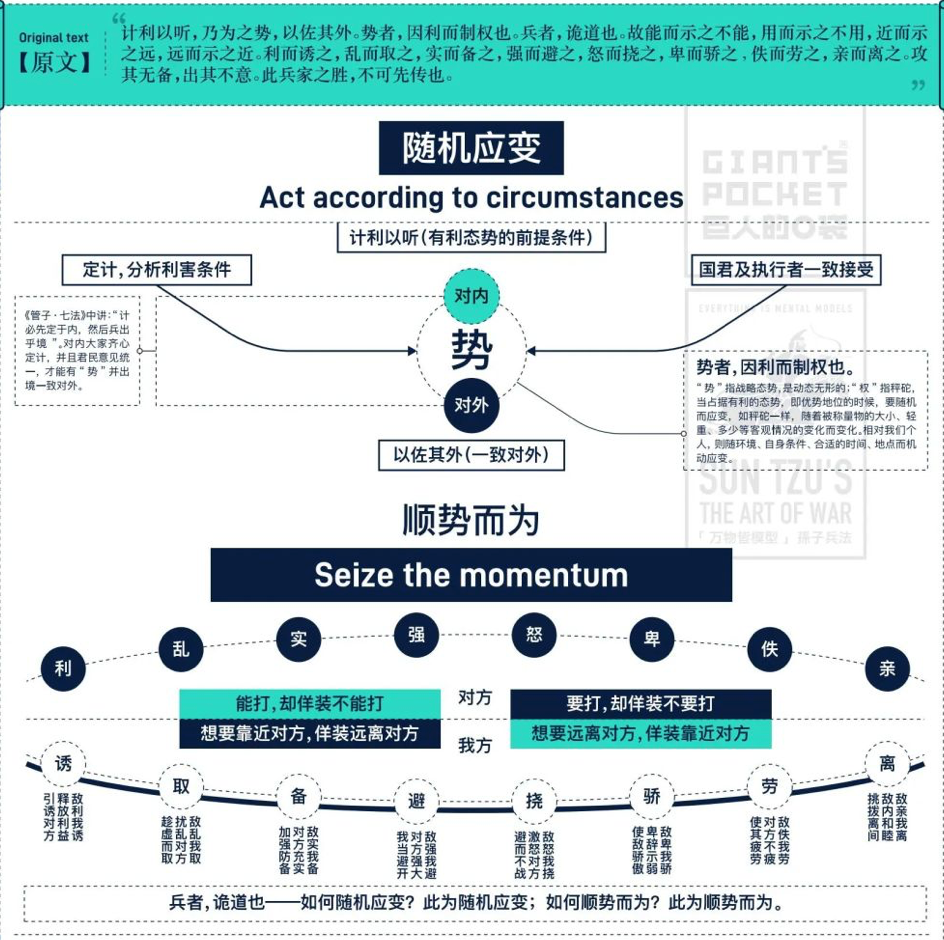 Original text
【原文】
“计利以听，乃为之势，以佐其外。势者，因利而制权也。兵者，诡道也。故能而示之不能，用而示之不用，近而示
之远，远而示之近。利而诱之，乱而取之，实而备之，强而避之，怒而挠之，卑而骄之，佚而劳之，亲而离之。攻
其无备，出其不意。此兵家之胜，不可先传也。”
随机应变
Act according to circumstances
GIANT'S
POCKET
巨人的口袋
计利以听（有利态势的前提条件）
定计，分析利害条件
国君及执行者一致接受
对内
势
对外
《管子·七法》中讲：“计
必先定于内，然后兵出
乎境 ”。对内大家齐心
定计，并且君民意见统
一，才能有“势”并出
境一致对外。
EVERYTHING IS MENTAL MODELS
势者，因利而制权也。
“势”指战略态势，是动态无形的；“权”指秤砣，
当占据有利的态势，即优势地位的时候，要随机
而应变，如秤砣一样，随着被称量物的大小、轻
重、多少等客观情况的变化而变化。相对我们个
人，则随环境、自身条件、合适的时间、地点而机
动应变。
以佐其外（一致对外）
SUN TZU'S
THE ART OF WAR
「万物皆模型」孫子兵法
顺势而为
Seize the momentum
利
乱
实
强
怒
卑
佚
亲
能打，却佯装不能打
对方
要打，却佯装不要打
想要靠近对方，佯装远离对方
我方
想要远离对方，佯装靠近对方
诱
取
备
避
挠
骄
劳
离
敌利我诱
释放利益
引诱对方
敌乱我取
扰乱对方
趁虚而取
敌实我备
对方充实
加强防备
敌强我避
对方强大
我当避开
敌怒我挠
激怒对方
避而不战
敌卑我骄
卑辞示弱
使敌骄傲
敌佚我劳
对方不疲
使其疲劳
敌亲我离
敌内和睦
挑拨离间
兵者，诡道也——如何随机应变？此为随机应变；如何顺势而为？此为顺势而为。